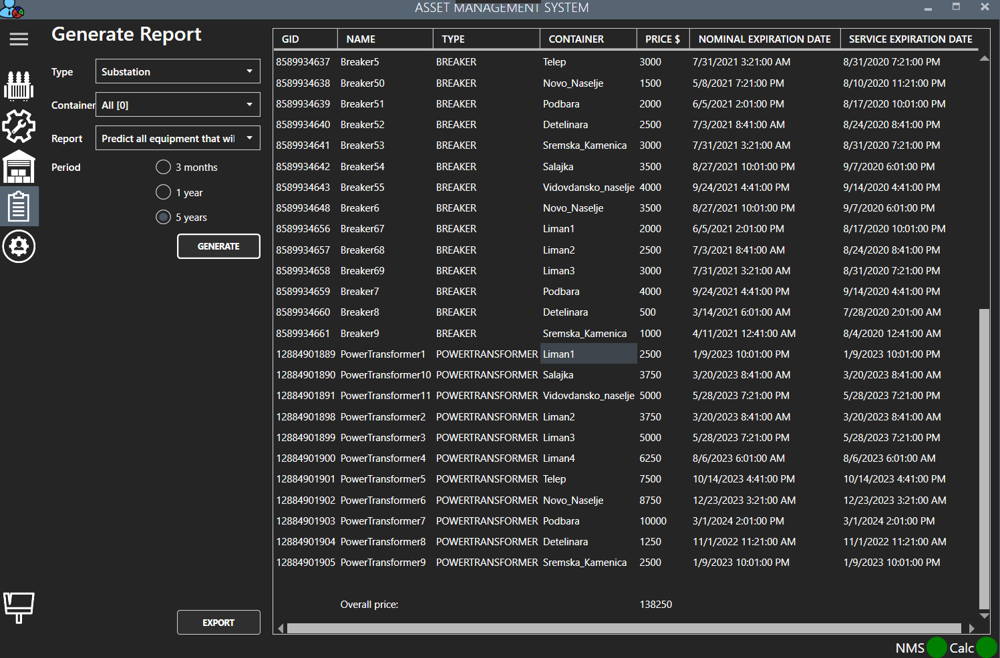 ASSET MANAGEMENT SYSTEM
Generate Report
Type Substation
Container All [0]
Report Predict all equipment that wil
Period 3 months
1 year
5 years
GENERATE
EXPORT
GID NAME TYPE CONTAINER PRICE $ NOMINAL EXPIRATION DATE SERVICE EXPIRATION DATE
8589934637 Breaker5 BREAKER Telep 3000 7/31/2021 3:21:00 AM 8/31/2020 7:21:00 PM
8589934638 Breaker50 BREAKER Novo_Naselje 1500 5/8/2021 7:21:00 PM 8/10/2020 11:21:00 PM
8589934639 Breaker51 BREAKER Podbara 2000 6/5/2021 2:01:00 PM 8/17/2020 10:01:00 PM
8589934640 Breaker52 BREAKER Detelinara 2500 7/3/2021 8:41:00 AM 8/24/2020 8:41:00 PM
8589934641 Breaker53 BREAKER Sremska_Kamenica 3000 7/31/2021 3:21:00 AM 8/31/2020 7:21:00 PM
8589934642 Breaker54 BREAKER Salajka 3500 8/27/2021 10:01:00 PM 9/7/2020 6:01:00 PM
8589934643 Breaker55 BREAKER Vidovdansko_naselje 4000 9/24/2021 4:41:00 PM 9/14/2020 4:41:00 PM
8589934648 Breaker6 BREAKER Novo_Naselje 3500 8/27/2021 10:01:00 PM 9/7/2020 6:01:00 PM
8589934656 Breaker67 BREAKER Liman1 2000 6/5/2021 2:01:00 PM 8/17/2020 10:01:00 PM
8589934657 Breaker68 BREAKER Liman2 2500 7/3/2021 8:41:00 AM 8/24/2020 8:41:00 PM
8589934658 Breaker69 BREAKER Liman3 3000 7/31/2021 3:21:00 AM 8/31/2020 7:21:00 PM
8589934659 Breaker7 BREAKER Podbara 4000 9/24/2021 4:41:00 PM 9/14/2020 4:41:00 PM
8589934660 Breaker8 BREAKER Detelinara 500 3/14/2021 6:01:00 AM 7/28/2020 2:01:00 AM
8589934661 Breaker9 BREAKER Sremska_Kamenica 1000 4/11/2021 12:41:00 AM 8/4/2020 12:41:00 AM
12884901889 PowerTransformer1 POWERTRANSFORMER Liman1 2500 1/9/2023 10:01:00 PM 1/9/2023 10:01:00 PM
12884901890 PowerTransformer10 POWERTRANSFORMER Salajka 3750 3/20/2023 8:41:00 AM 3/20/2023 8:41:00 AM
12884901891 PowerTransformer11 POWERTRANSFORMER Vidovdansko_naselje 5000 5/28/2023 7:21:00 PM 5/28/2023 7:21:00 PM
12884901898 PowerTransformer2 POWERTRANSFORMER Liman2 3750 3/20/2023 8:41:00 AM 3/20/2023 8:41:00 AM
12884901899 PowerTransformer3 POWERTRANSFORMER Liman3 5000 5/28/2023 7:21:00 PM 5/28/2023 7:21:00 PM
12884901900 PowerTransformer4 POWERTRANSFORMER Liman4 6250 8/6/2023 6:01:00 AM 8/6/2023 6:01:00 AM
12884901901 PowerTransformer5 POWERTRANSFORMER Telep 7500 10/14/2023 4:41:00 PM 10/14/2023 4:41:00 PM
12884901902 PowerTransformer6 POWERTRANSFORMER Novo_Naselje 8750 12/23/2023 3:21:00 AM 12/23/2023 3:21:00 AM
12884901903 PowerTransformer7 POWERTRANSFORMER Podbara 10000 3/1/2024 2:01:00 PM 3/1/2024 2:01:00 PM
12884901904 PowerTransformer8 POWERTRANSFORMER Detelinara 1250 11/1/2022 11:21:00 AM 11/1/2022 11:21:00 AM
12884901905 PowerTransformer9 POWERTRANSFORMER Sremska_Kamenica 2500 1/9/2023 10:01:00 PM 1/9/2023 10:01:00 PM
Overall price: 138250
NMS Calc